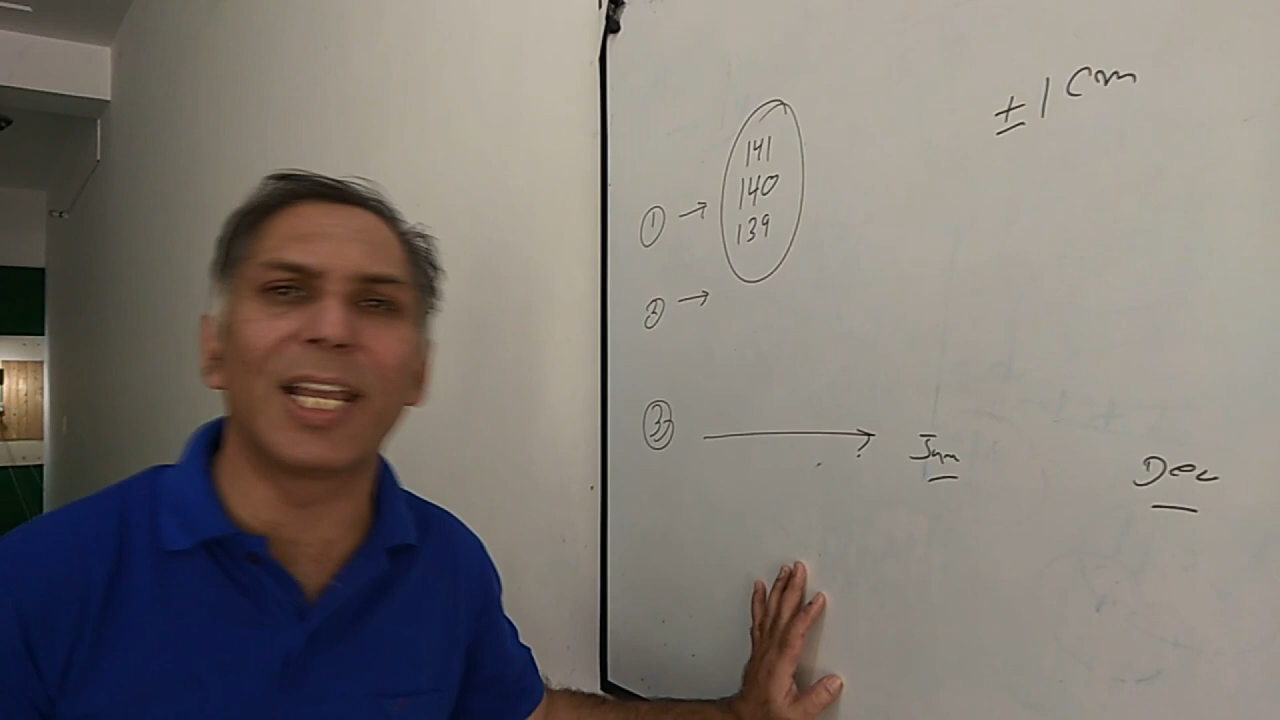 ±1 cm
141
140
139
① →
② →
③ →
Jun
Dec